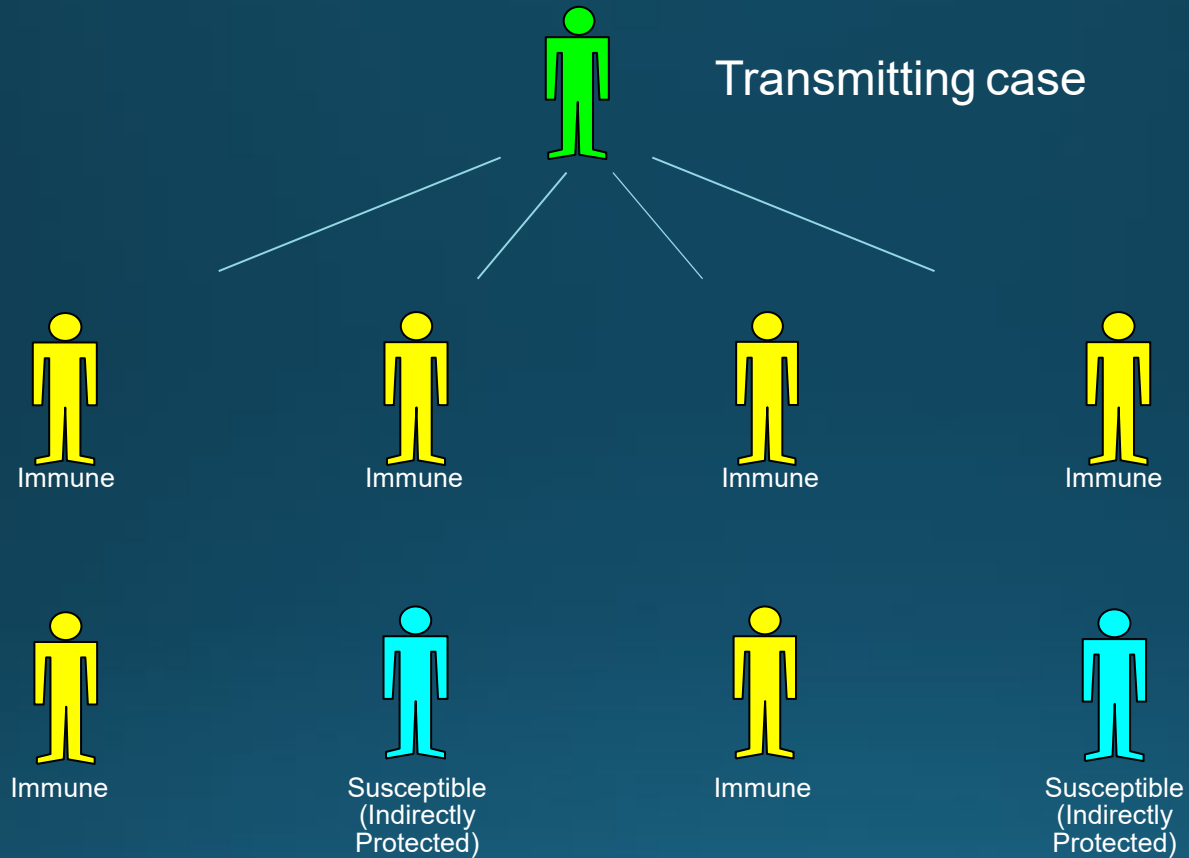 Transmitting case
Immune
Immune
Immune
Immune
Immune
Susceptible
(Indirectly
Protected)
Immune
Susceptible
(Indirectly
Protected)